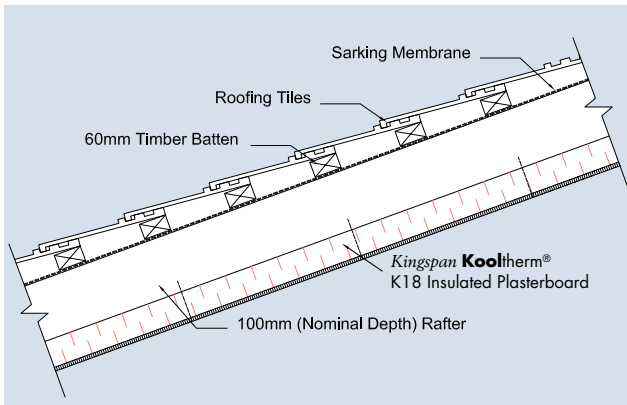 Sarking Membrane
Roofing Tiles
60mm Timber Batten
Kingspan Kooltherm®
K18 Insulated Plasterboard
100mm (Nominal Depth) Rafter